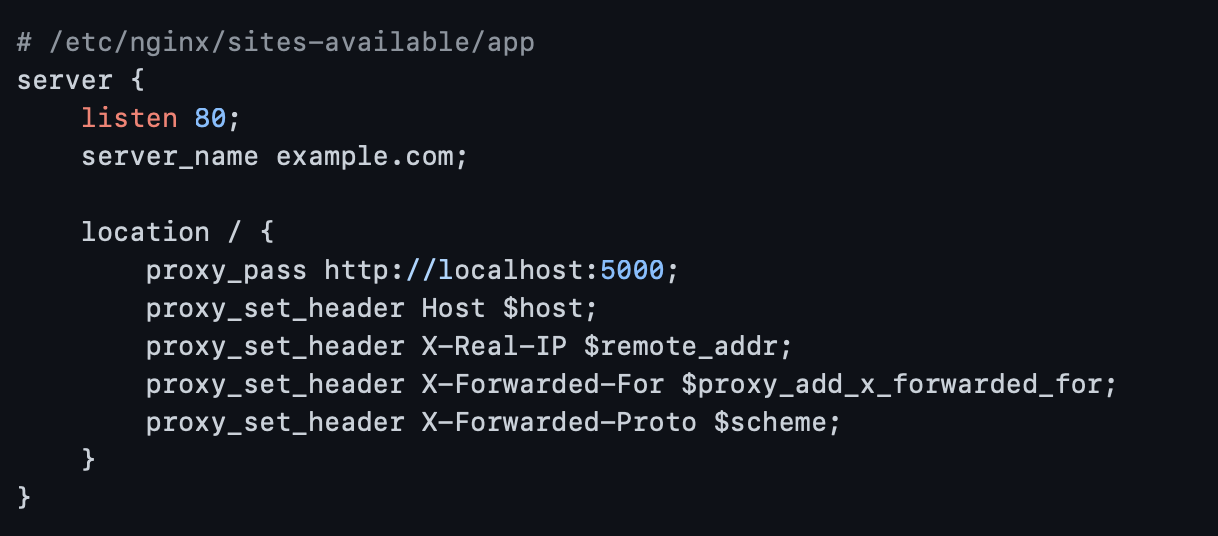 # /etc/nginx/sites-available/app
server {
    listen 80;
    server_name example.com;

    location / {
        proxy_pass http://localhost:5000;
        proxy_set_header Host $host;
        proxy_set_header X-Real-IP $remote_addr;
        proxy_set_header X-Forwarded-For $proxy_add_x_forwarded_for;
        proxy_set_header X-Forwarded-Proto $scheme;
    }
}